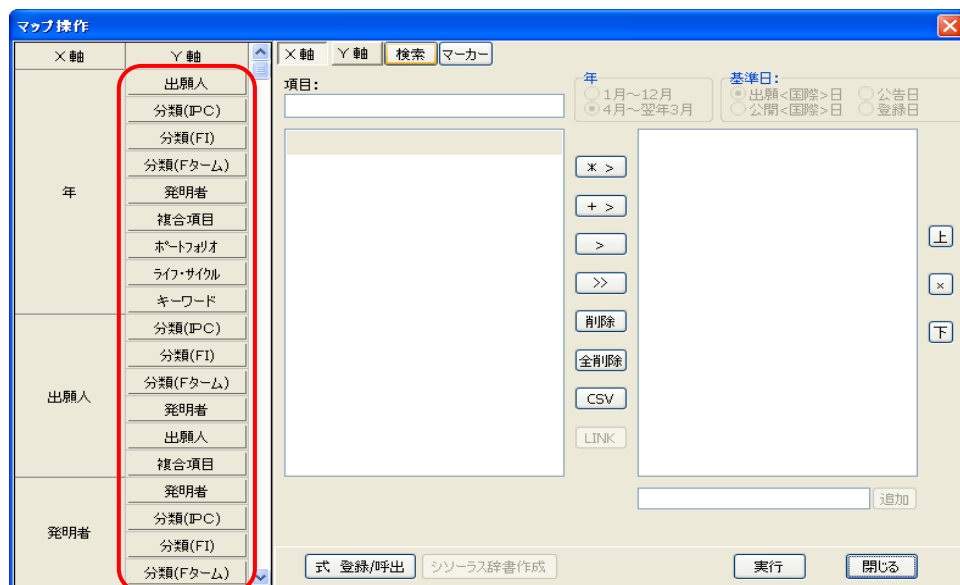 マップ操作
X軸 Y軸
年
出願人
分類(IPC)
分類(FI)
分類(Fターム)
発明者
複合項目
ポートフォリオ
ライフ・サイクル
キーワード
出願人
分類(IPC)
分類(FI)
分類(Fターム)
発明者
出願人
複合項目
発明者
発明者
分類(IPC)
分類(FI)
分類(Fターム)
X軸 Y軸 検索 マーカー
項目:
年
1月～12月
4月～翌年3月
基準日:
出願<国際>日 公告日
公開<国際>日 登録日
* >
+ >
>
>>
削除
全削除
CSV
LINK
上
×
下
追加
式 登録/呼出 シソーラス辞書作成 実行 閉じる